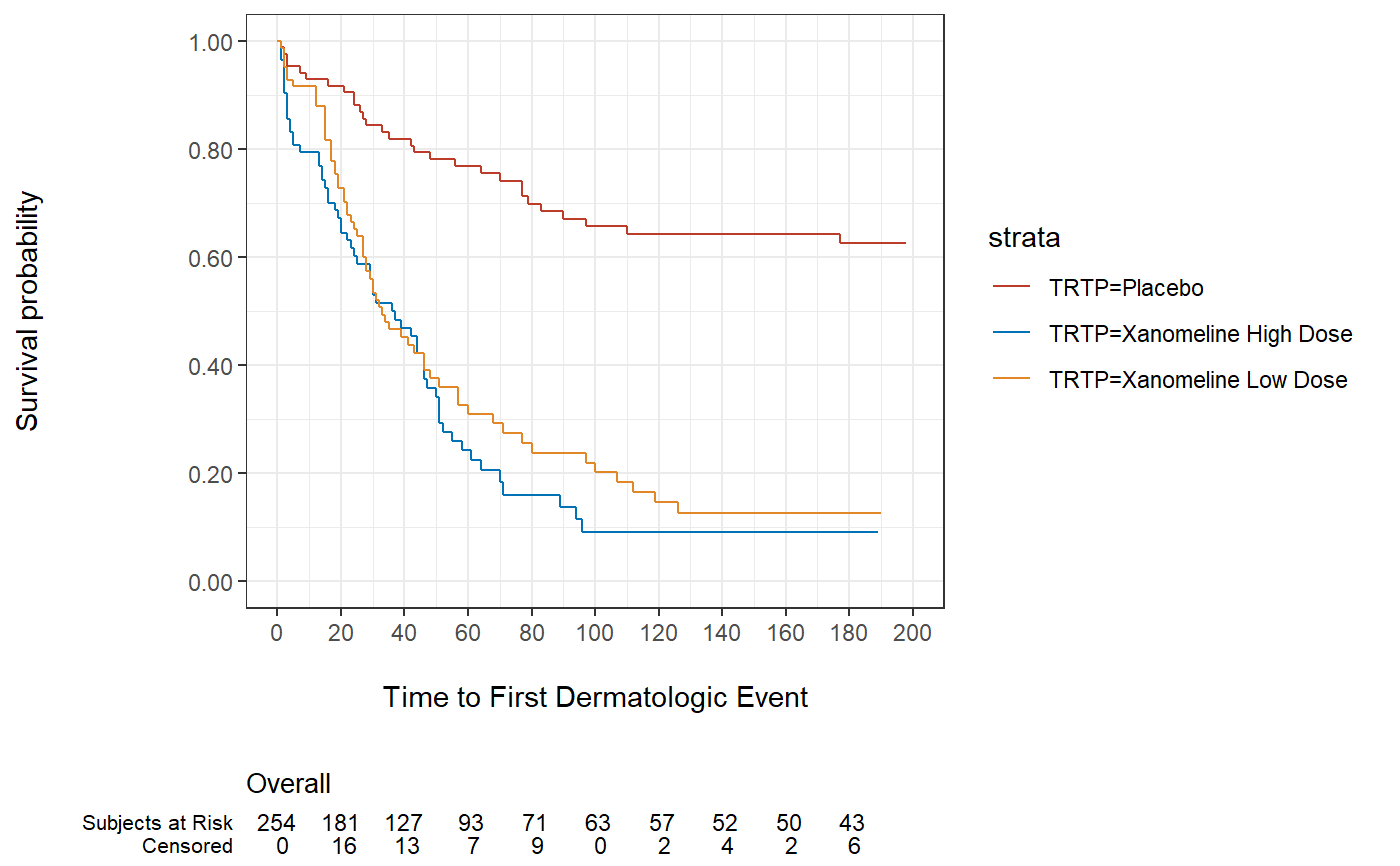 Survival probability
1.00
0.80
0.60
0.40
0.20
0.00
0 20 40 60 80 100 120 140 160 180 200
Time to First Dermatologic Event
strata
TRTP=Placebo
TRTP=Xanomeline High Dose
TRTP=Xanomeline Low Dose
Overall
Subjects at Risk 254 181 127 93 71 63 57 52 50 43
Censored 0 16 13 7 9 0 2 4 2 6